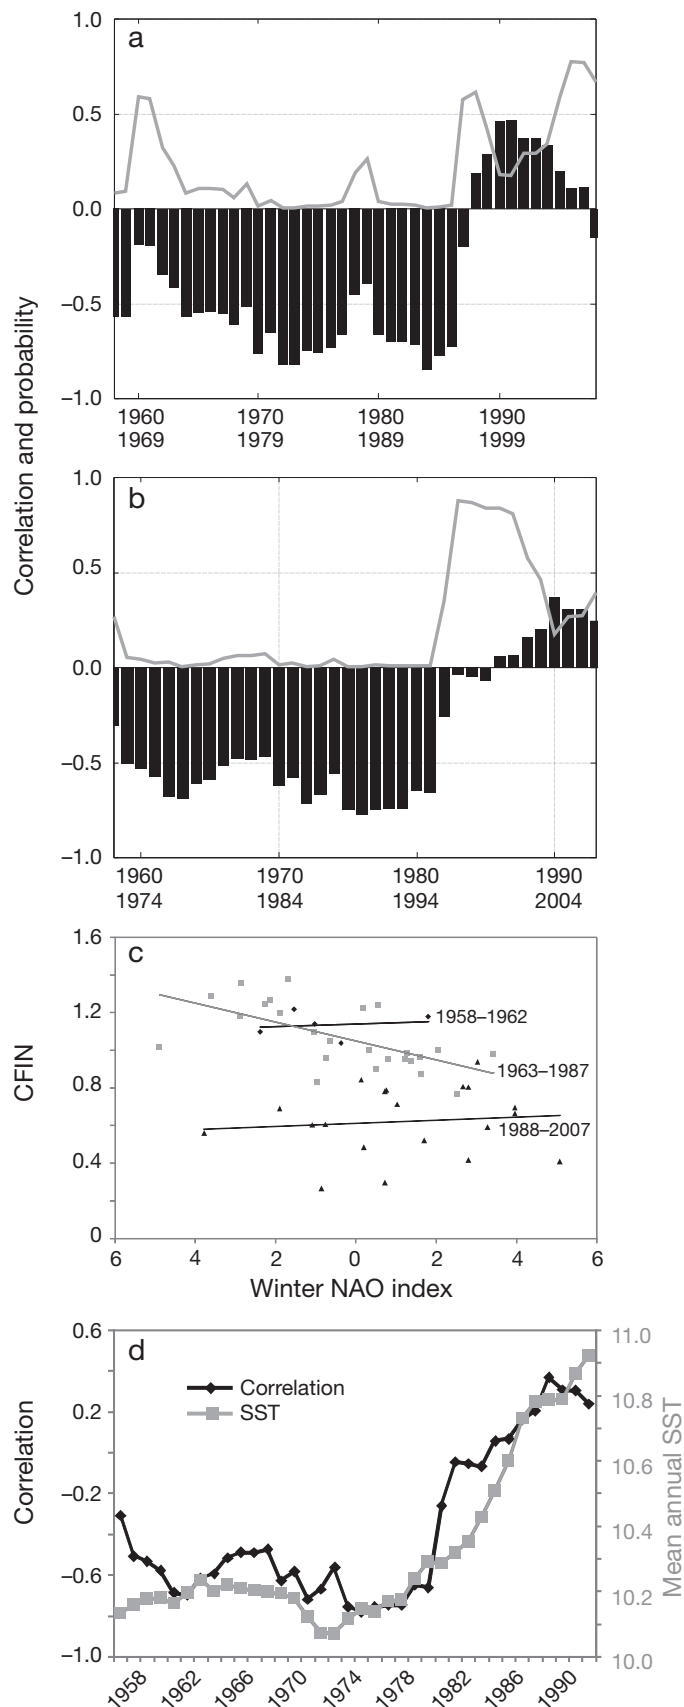 Correlation and probability
a
1.0
0.5
0.0
–0.5
–1.0
1960 1970 1980 1990
1969 1979 1989 1999
b
1.0
0.5
0.0
–0.5
–1.0
1960 1970 1980 1990
1974 1984 1994 2004
c
CFIN
1.6
1.2
0.8
0.4
0
1958–1962
1963–1987
1988–2007
6 4 2 0 2 4 6
Winter NAO index
d
Correlation
0.6
0.2
–0.2
–0.6
–1.0
Correlation
SST
11.0
10.8
10.6
10.4
10.2
10.0
Mean annual SST
1958 1962 1966 1970 1974 1978 1982 1986 1990